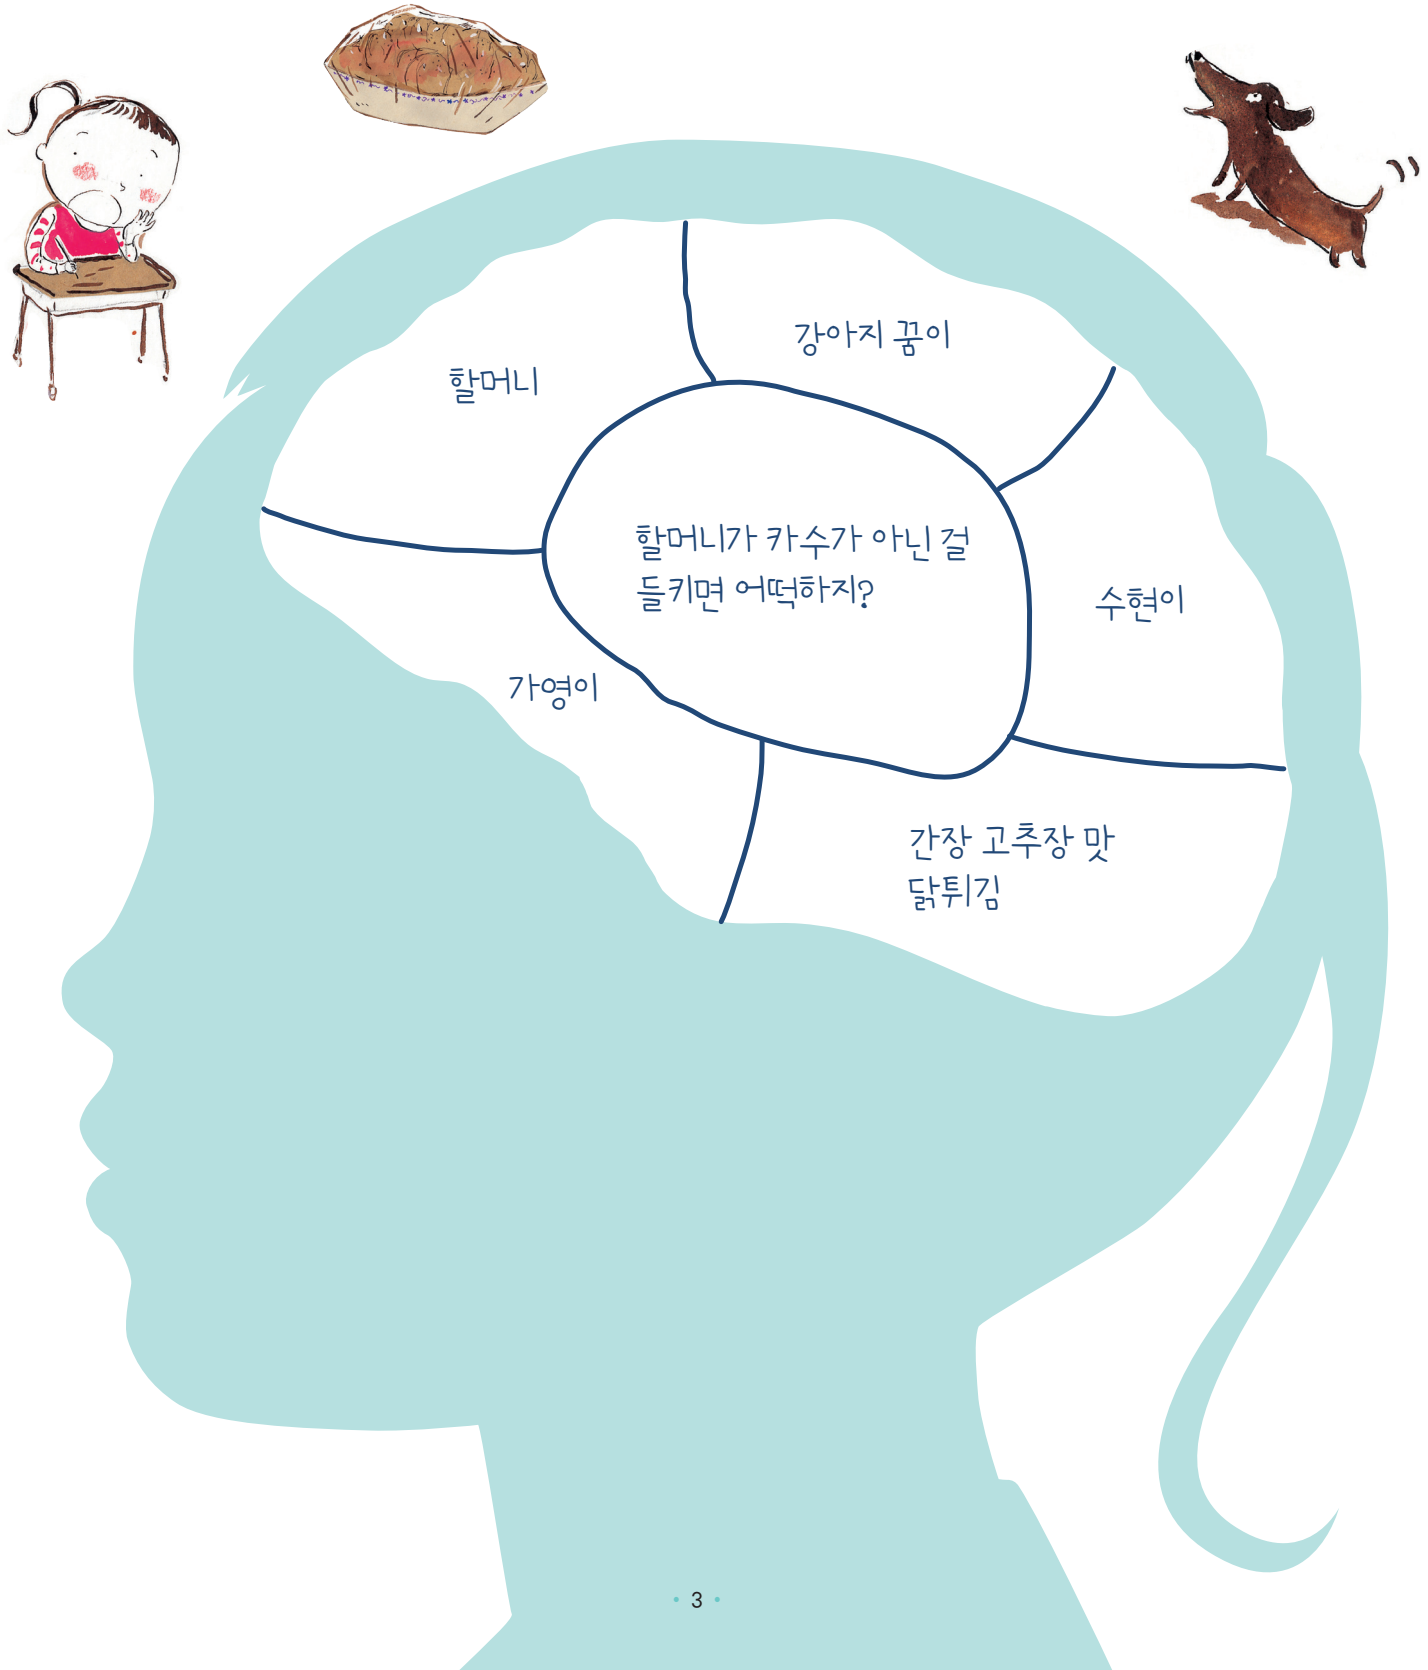 강아지 꿈이
할머니
할머니가 카수가 아닌 걸
들키면 어떡하지?
수현이
가영이
간장 고추장 맛
닭튀김
3